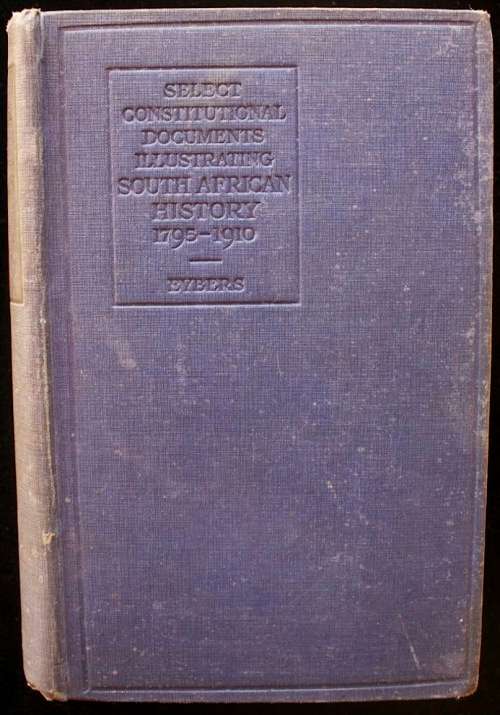 SELECT
CONSTITUTIONAL
DOCUMENTS
ILLUSTRATING
SOUTH AFRICAN
HISTORY
1795–1910
EYBERS